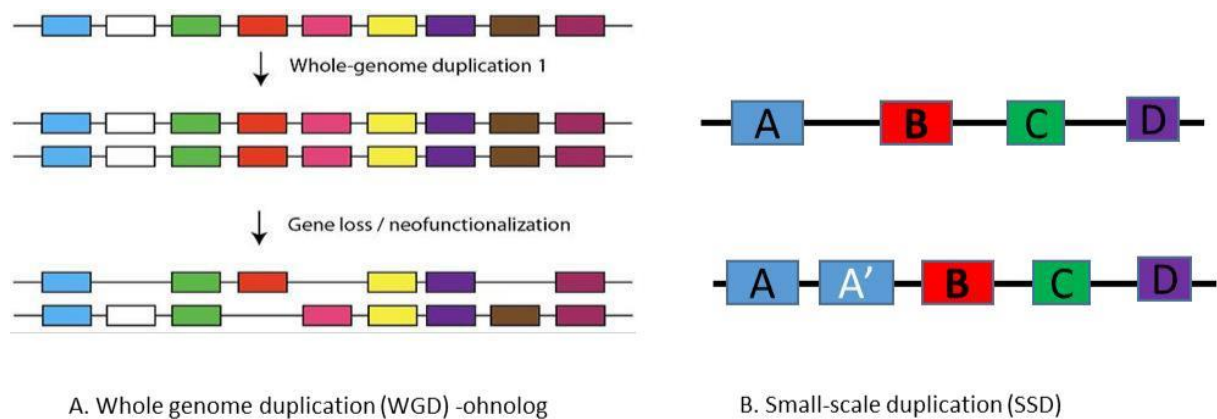 Whole-genome duplication 1
Gene loss / neofunctionalization
A. Whole genome duplication (WGD) -ohnolog
A B C D
A A’ B C D
B. Small-scale duplication (SSD)